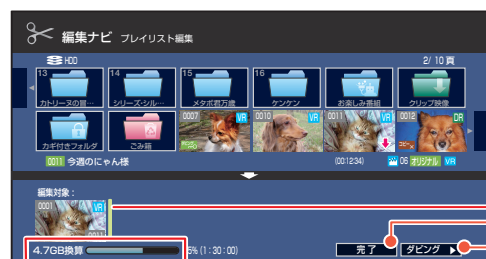 編集ナビ プレイリスト編集
HDD 2/ 10 頁
13 14 15 16
カトリーヌの冒… シリーズ・シル… メタボ君万歳 ケンケン お楽しみ番組 クリップ映像
0007 VR 0010 VR 0011 VR 0012 DR
カギ付きフォルダ ごみ箱 コピー×
0011 今週のにゃん様 (00:12:34) 06 オリジナル VR
編集対象:
0001 VR
0011
4.7GB換算 5% (1:30:00) 完了 ダビング